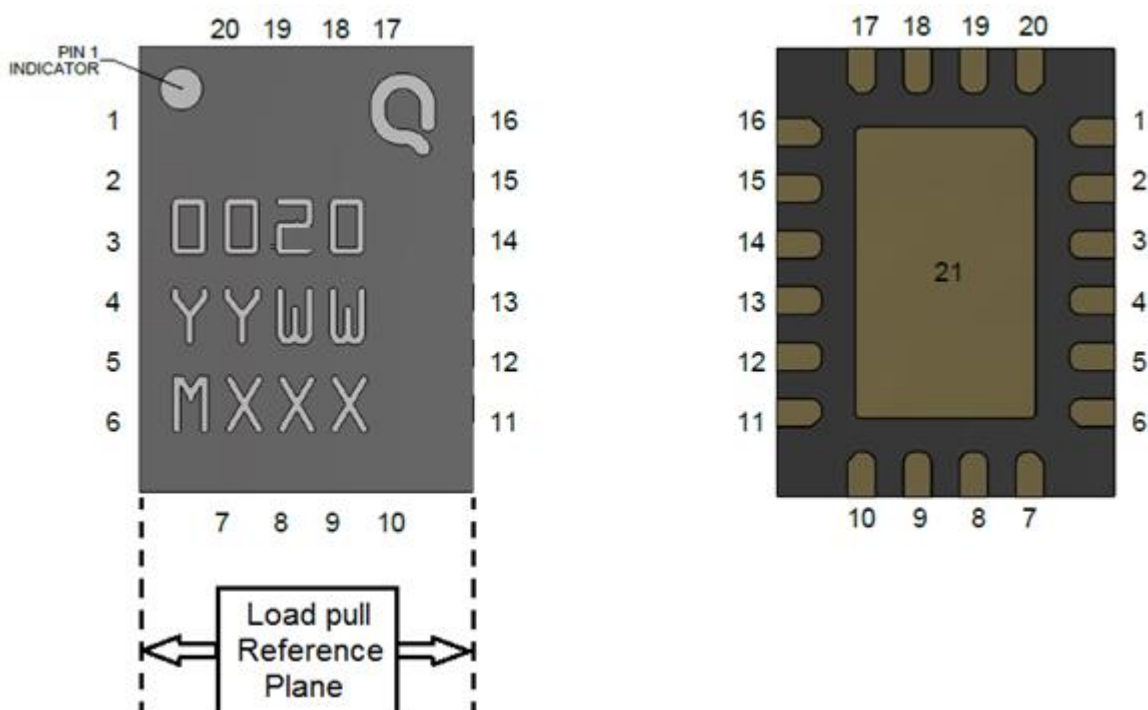 20 19 18 17
PIN 1
INDICATOR
1
2
3
4
5
6
Q
0020
YYWW
MXXX
16
15
14
13
12
11
7 8 9 10
Load pull
Reference
Plane
17 18 19 20
16
15
14
13
12
11
21
1
2
3
4
5
6
10 9 8 7